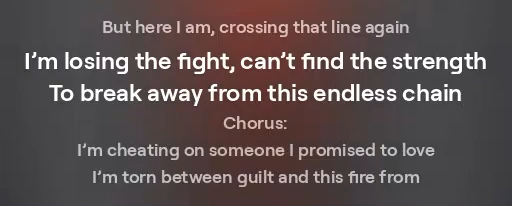 But here I am, crossing that line again
I’m losing the fight, can’t find the strength
To break away from this endless chain
Chorus:
I’m cheating on someone I promised to love
I’m torn between guilt and this fire from